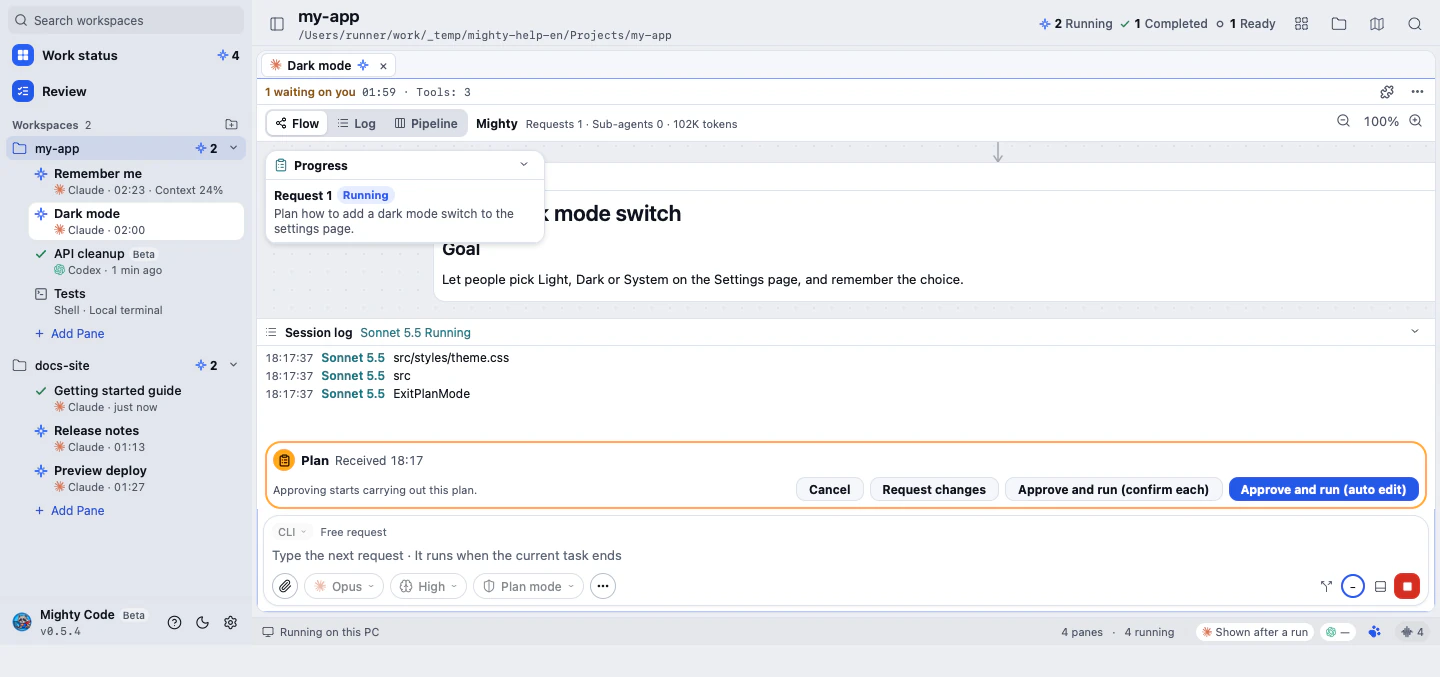 Search workspaces
Work status 4
Review
Workspaces 2
my-app 2
Remember me
Claude · 02:23 · Context 24%
Dark mode
Claude · 02:00
API cleanup Beta
Codex · 1 min ago
Tests
Shell · Local terminal
+ Add Pane
docs-site 2
Getting started guide
Claude · just now
Release notes
Claude · 01:13
Preview deploy
Claude · 01:27
+ Add Pane
Mighty Code Beta
v0.5.4
my-app
/Users/runner/work/_temp/mighty-help-en/Projects/my-app
2 Running 1 Completed 1 Ready
Dark mode ×
1 waiting on you 01:59 · Tools: 3
Flow Log Pipeline Mighty Requests 1 · Sub-agents 0 · 102K tokens
100%
Progress
Request 1 Running
Plan how to add a dark mode switch to the
settings page.
mode switch
Goal
Let people pick Light, Dark or System on the Settings page, and remember the choice.
Session log Sonnet 5.5 Running
18:17:37 Sonnet 5.5 src/styles/theme.css
18:17:37 Sonnet 5.5 src
18:17:37 Sonnet 5.5 ExitPlanMode
Plan Received 18:17
Approving starts carrying out this plan.
Cancel Request changes Approve and run (confirm each) Approve and run (auto edit)
CLI Free request
Type the next request · It runs when the current task ends
Opus High Plan mode
Running on this PC
4 panes · 4 running Shown after a run — 4